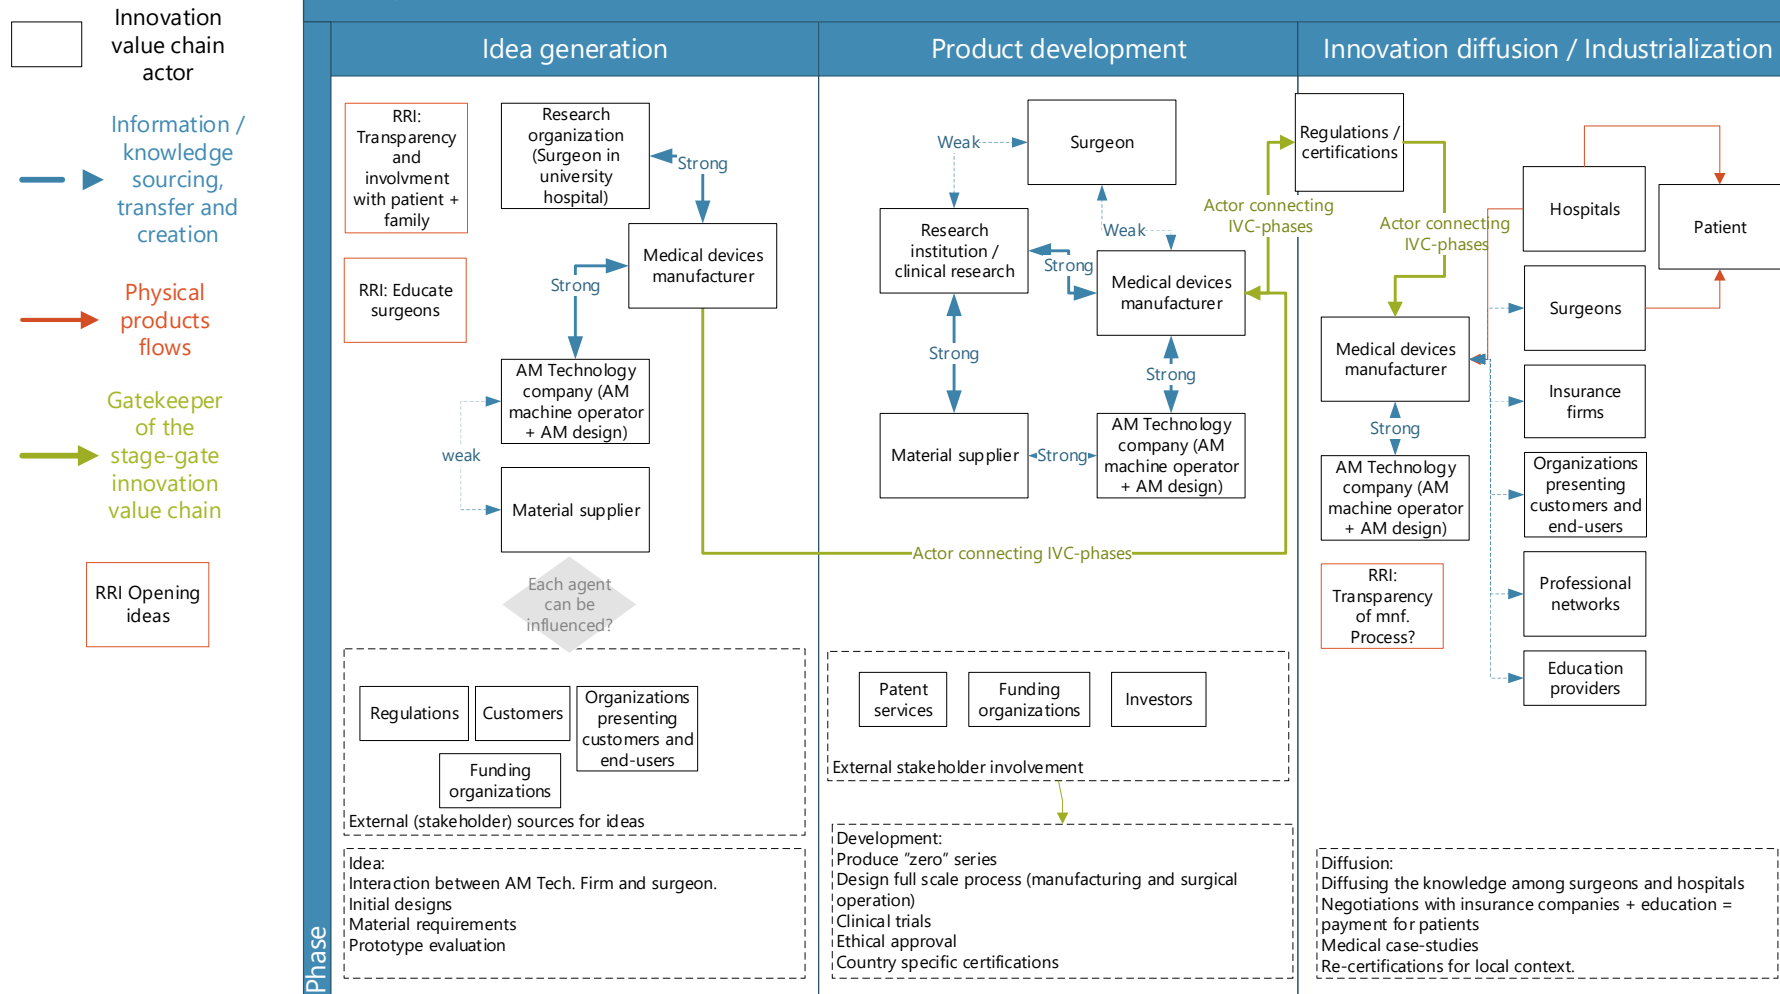 Innovation
value chain
actor
Information /
knowledge
sourcing,
transfer and
creation
Physical
products
flows
Gatekeeper
of the
stage-gate
innovation
value chain
RRI Opening
ideas
Phase
Idea generation
RRI:
Transparency
and
involvment
with patient +
family
RRI: Educate
surgeons
Research
organization
(Surgeon in
university
hospital)
Strong
Medical devices
manufacturer
Strong
AM Technology
company (AM
machine operator
+ AM design)
weak
Material supplier
Each agent
can be
influenced?
Regulations
Customers
Organizations
presenting
customers and
end-users
Funding
organizations
External (stakeholder) sources for ideas
Idea:
Interaction between AM Tech. Firm and surgeon.
Initial designs
Material requirements
Prototype evaluation
Product development
Weak
Surgeon
Research
institution /
clinical research
Weak
Strong
Medical devices
manufacturer
Strong
Strong
Material supplier
Strong
AM Technology
company (AM
machine operator
+ AM design)
Actor connecting
IVC-phases
Actor connecting IVC-phases
Patent
services
Funding
organizations
Investors
External stakeholder involvement
Development:
Produce “zero” series
Design full scale process (manufacturing and surgical
operation)
Clinical trials
Ethical approval
Country specific certifications
Innovation diffusion / Industrialization
Regulations /
certifications
Actor connecting
IVC-phases
Hospitals
Patient
Surgeons
Medical devices
manufacturer
Insurance
firms
Strong
AM Technology
company (AM
machine operator
+ AM design)
Organizations
presenting
customers and
end-users
RRI:
Transparency
of mnf.
Process?
Professional
networks
Education
providers
Diffusion:
Diffusing the knowledge among surgeons and hospitals
Negotiations with insurance companies + education =
payment for patients
Medical case-studies
Re-certifications for local context.